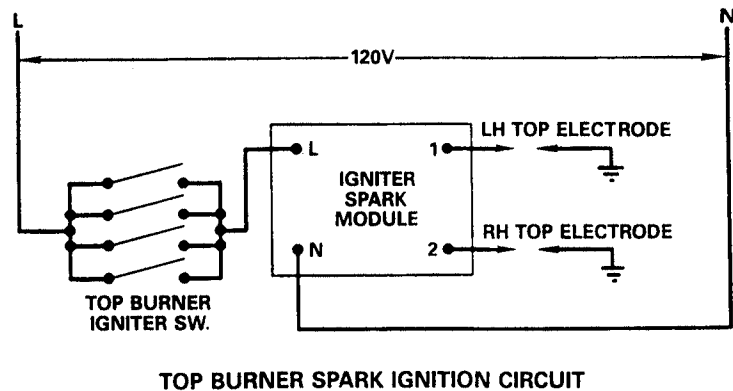 L
N
120V
L
1
LH TOP ELECTRODE
IGNITER
SPARK
MODULE
N
2
RH TOP ELECTRODE
TOP BURNER
IGNITER SW.
TOP BURNER SPARK IGNITION CIRCUIT